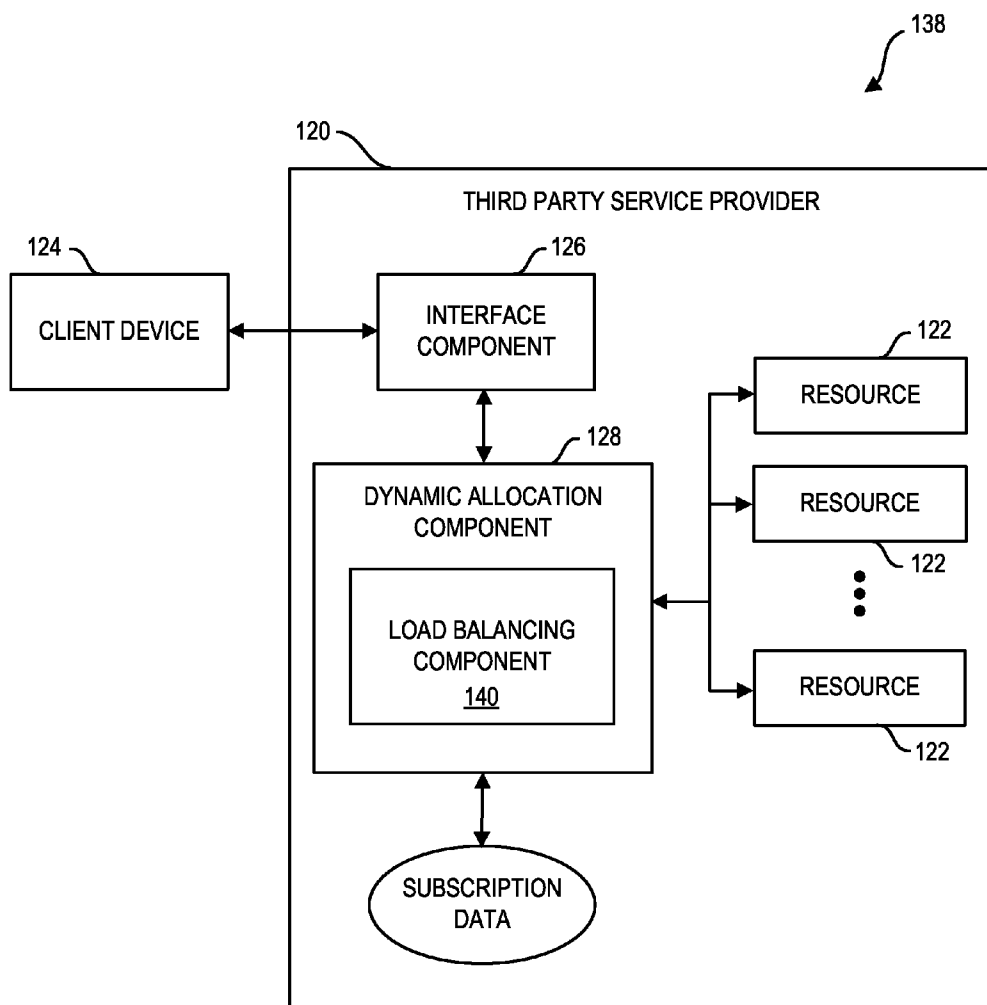 138
120
THIRD PARTY SERVICE PROVIDER
124
126
CLIENT DEVICE
INTERFACE
COMPONENT
122
RESOURCE
128
DYNAMIC ALLOCATION
COMPONENT
RESOURCE
122
LOAD BALANCING
COMPONENT
140
RESOURCE
122
SUBSCRIPTION
DATA